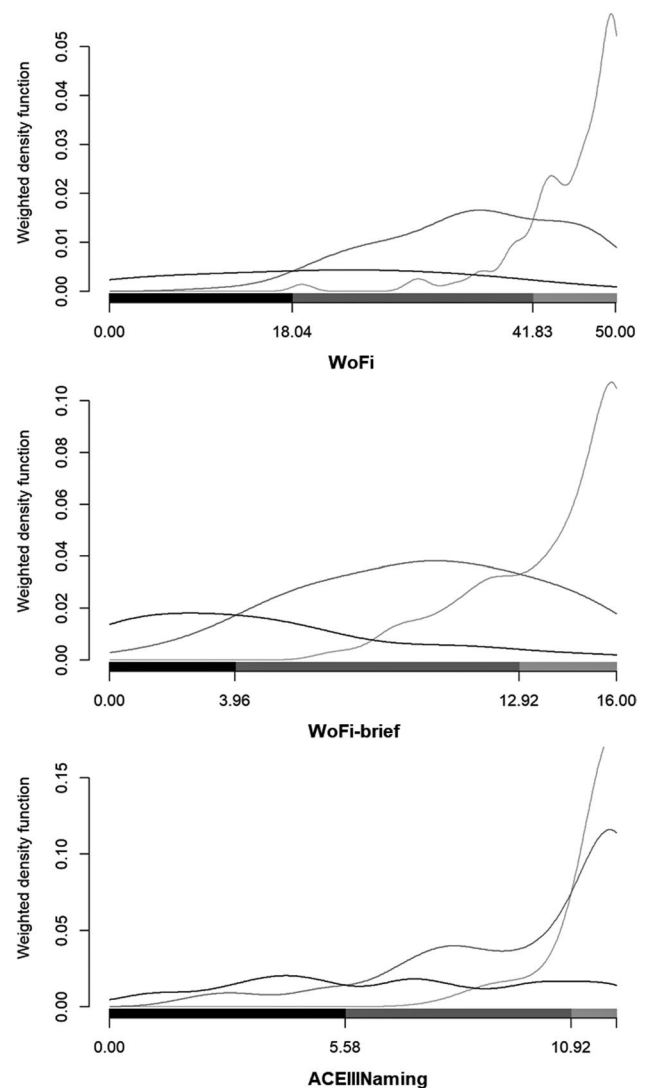 Weighted density function
0.05
0.04
0.03
0.02
0.01
0.00
0.00 18.04 41.83 50.00
WoFi
Weighted density function
0.10
0.08
0.06
0.04
0.02
0.00
0.00 3.96 12.92 16.00
WoFi-brief
Weighted density function
0.15
0.10
0.05
0.00
0.00 5.58 10.92
ACEIIINaming